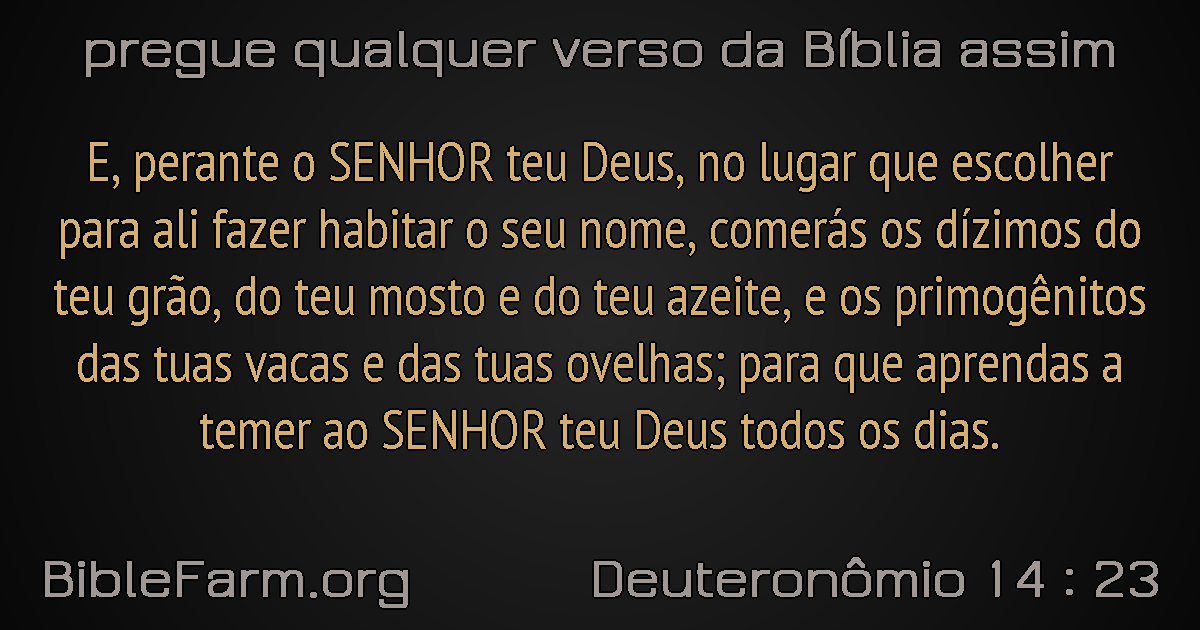 pregue qualquer verso da Bíblia assim
E, perante o SENHOR teu Deus, no lugar que escolher
para ali fazer habitar o seu nome, comerás os dízimos do
teu grão, do teu mosto e do teu azeite, e os primogênitos
das tuas vacas e das tuas ovelhas; para que aprendas a
temer ao SENHOR teu Deus todos os dias.
BibleFarm.org
Deuteronômio 14 : 23